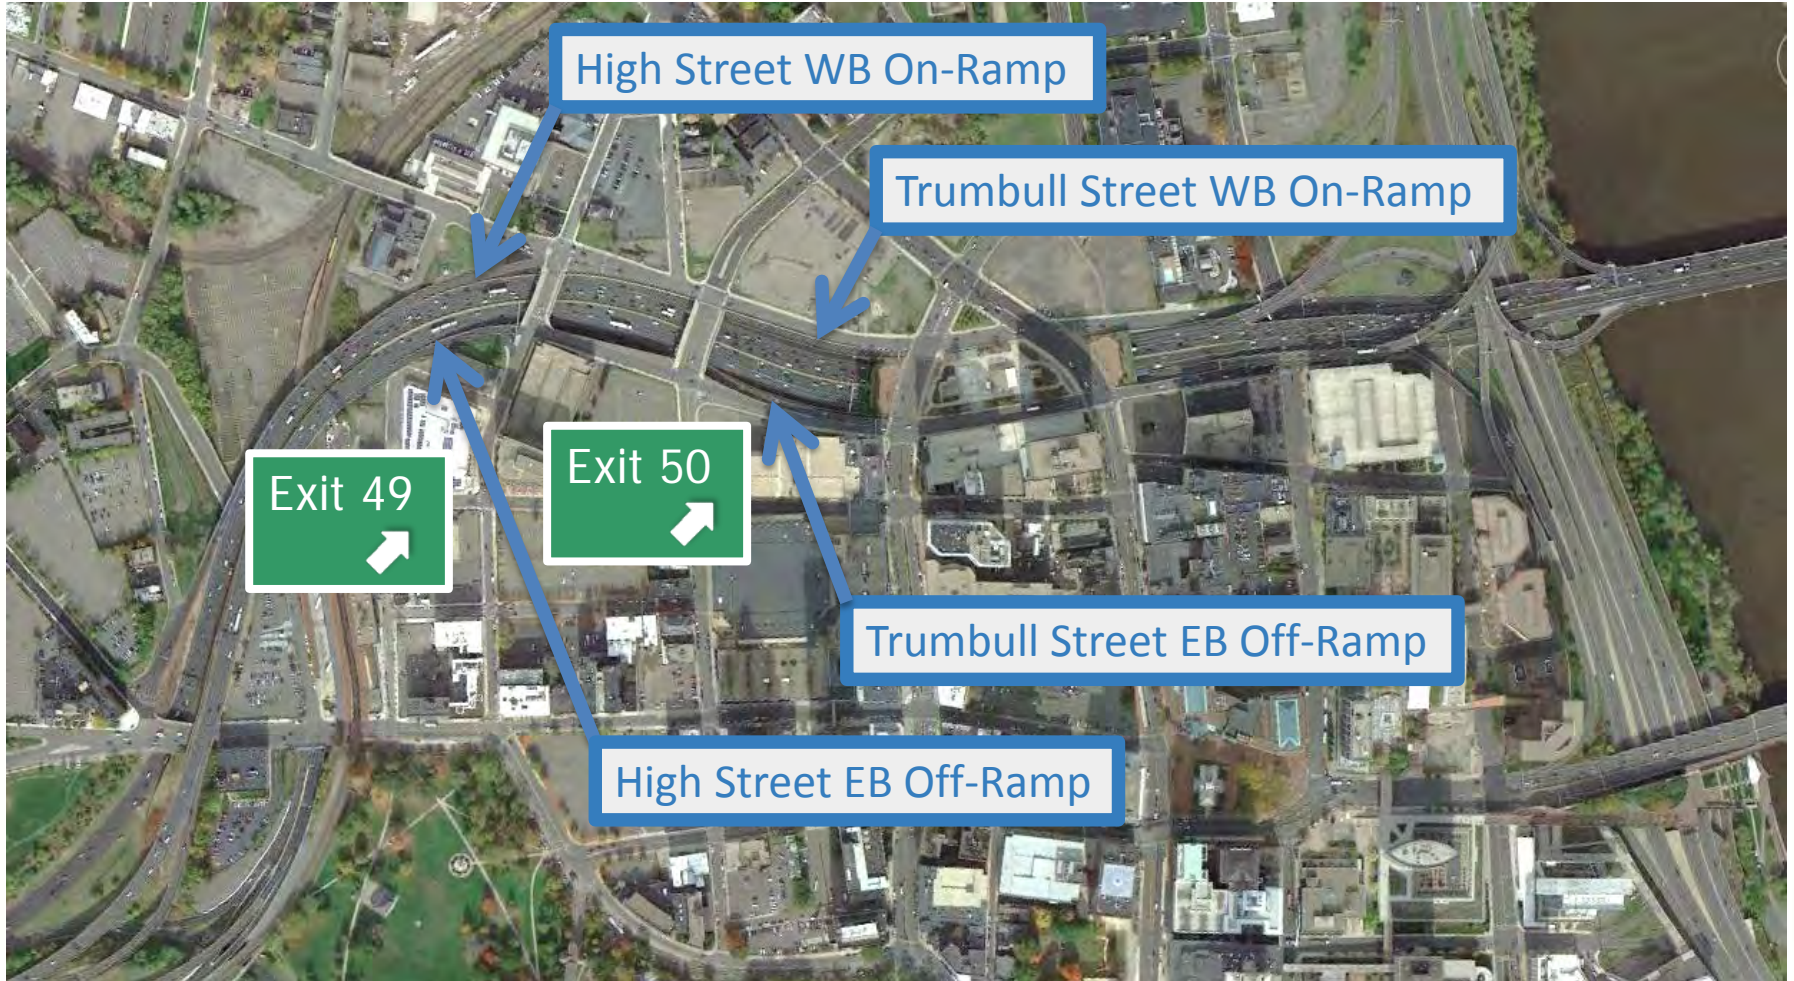 High Street WB On-Ramp
Trumbull Street WB On-Ramp
Exit 49
Exit 50
Trumbull Street EB Off-Ramp
High Street EB Off-Ramp